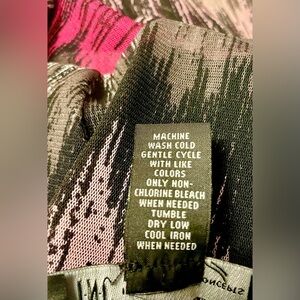 MACHINE
WASH COLD
GENTLE CYCLE
WITH LIKE
COLORS
ONLY NON-
CHLORINE BLEACH
WHEN NEEDED
TUMBLE
DRY LOW
COOL IRON
WHEN NEEDED